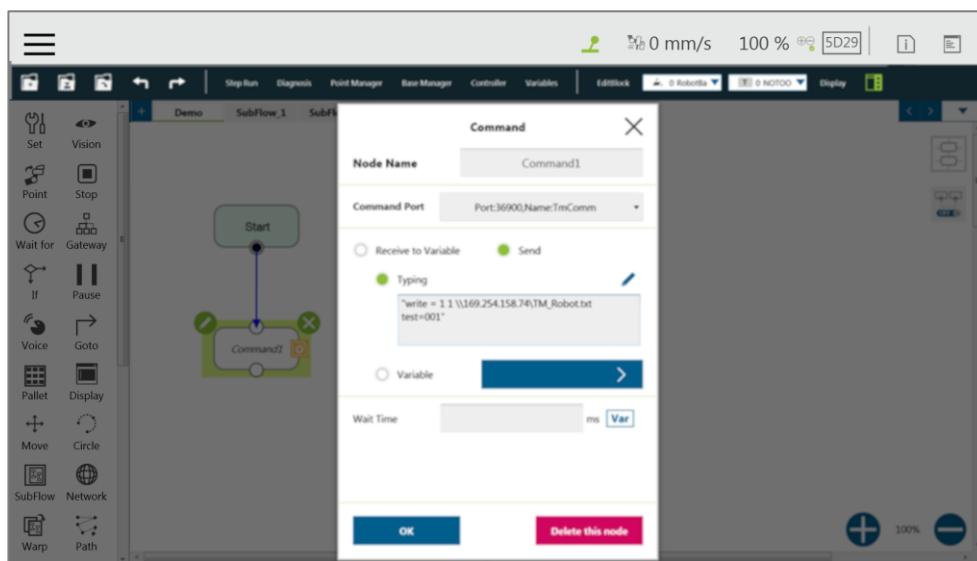 0 mm/s 100 % 5D29
Step Run Diagnosis Point Manager Base Manager Controller Variables EditBlock 0 RobotBa T 0 NOTOO Display
Demo SubFlow_1 SubFl
Set Vision
Point Stop
Wait for Gateway
If Pause
Voice Goto
Pallet Display
Move Circle
SubFlow Network
Warp Path
Start
Command1
Command
Node Name Command1
Command Port Port:36900,Name:TmComm
Receive to Variable Send
Typing
"write = 1 1 \\169.254.158.74\TM_Robot.txt
test=001"
Variable
Wait Time ms Var
OK Delete this node
OFF
100%